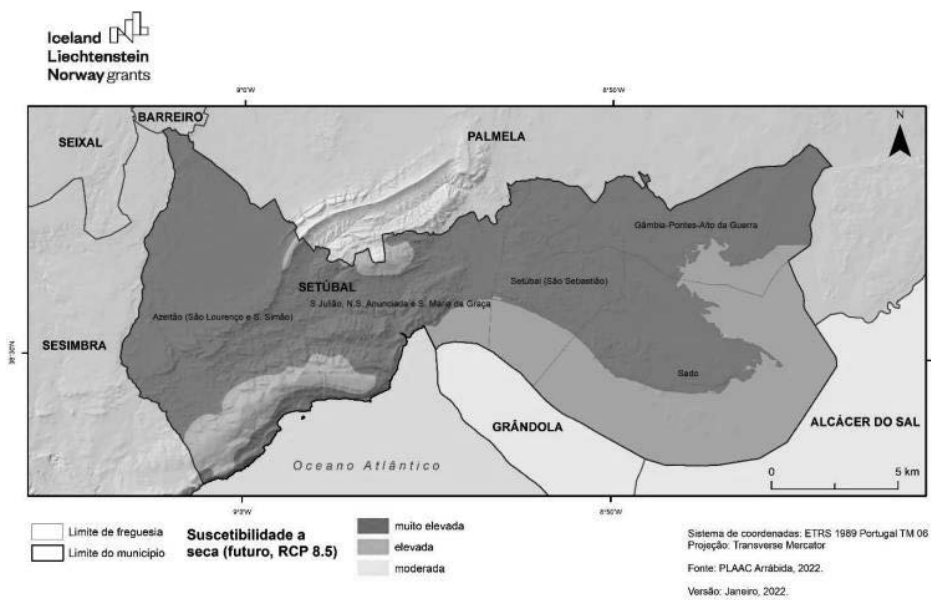 Iceland
Liechtenstein
Norway grants
9°0'W
8°50'W
BARREIRO
SEIXAL
PALMELA
N
Gâmbia-Pontes-Alto da Guerra
SETÚBAL
Setúbal (São Sebastião)
S Julião, N.S. Anunciada e S. Maria da Graça
Azeitão (São Lourenço e S. Simão)
SESIMBRA
38°30'N
Sado
GRÂNDOLA
ALCÁCER DO SAL
Oceano Atlântico
0 5 km
9°0'W
8°50'W
Limite de freguesia
Limite do município
Suscetibilidade a
seca (futuro, RCP 8.5)
muito elevada
elevada
moderada
Sistema de coordenadas: ETRS 1989 Portugal TM 06
Projeção: Transverse Mercator
Fonte: PLAAC Arrábida, 2022.
Versão: Janeiro, 2022.